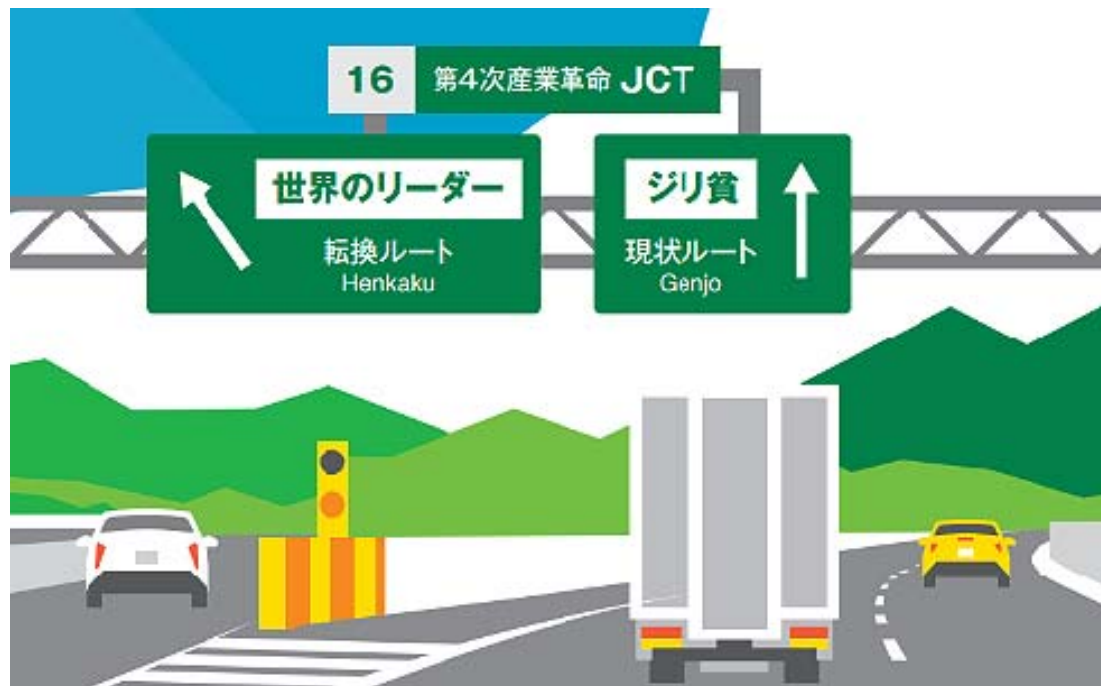 16 第4次産業革命 JCT
世界のリーダー
転換ルート
Henkaku
ジリ貧
現状ルート
Genjo